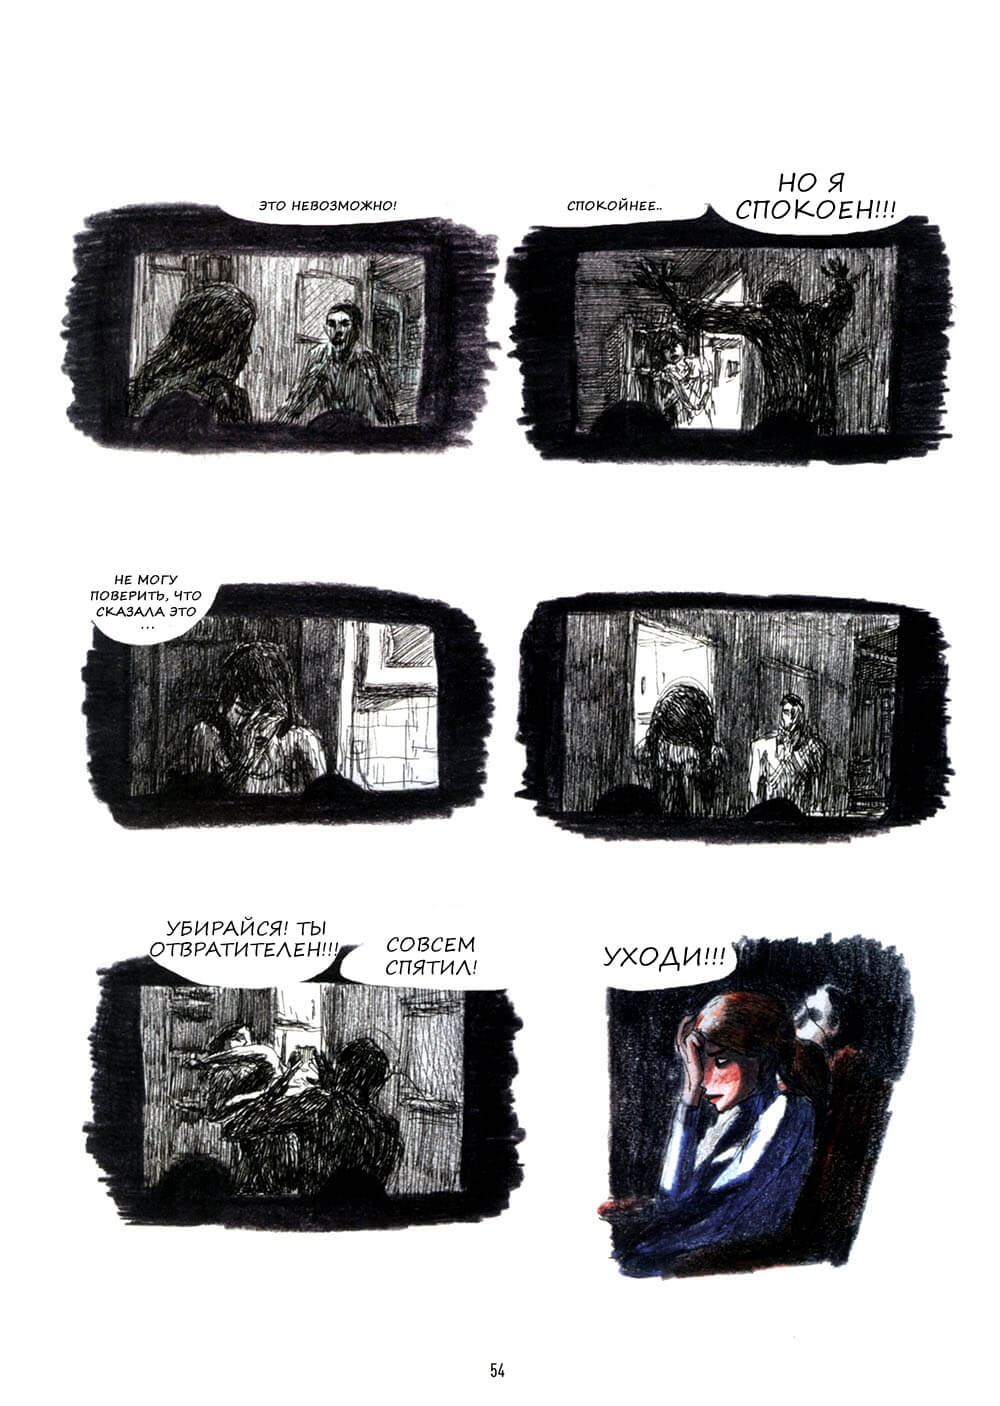 ЭТО НЕВОЗМОЖНО!
СПОКОЙНЕЕ..
НО Я
СПОКОЕН!!!
НЕ МОГУ
ПОВЕРИТЬ, ЧТО
СКАЗАЛА ЭТО
...
УБИРАЙСЯ! ТЫ
ОТВРАТИТЕЛЕН!!!
СОВСЕМ
СПЯТИЛ!
УХОДИ!!!
54